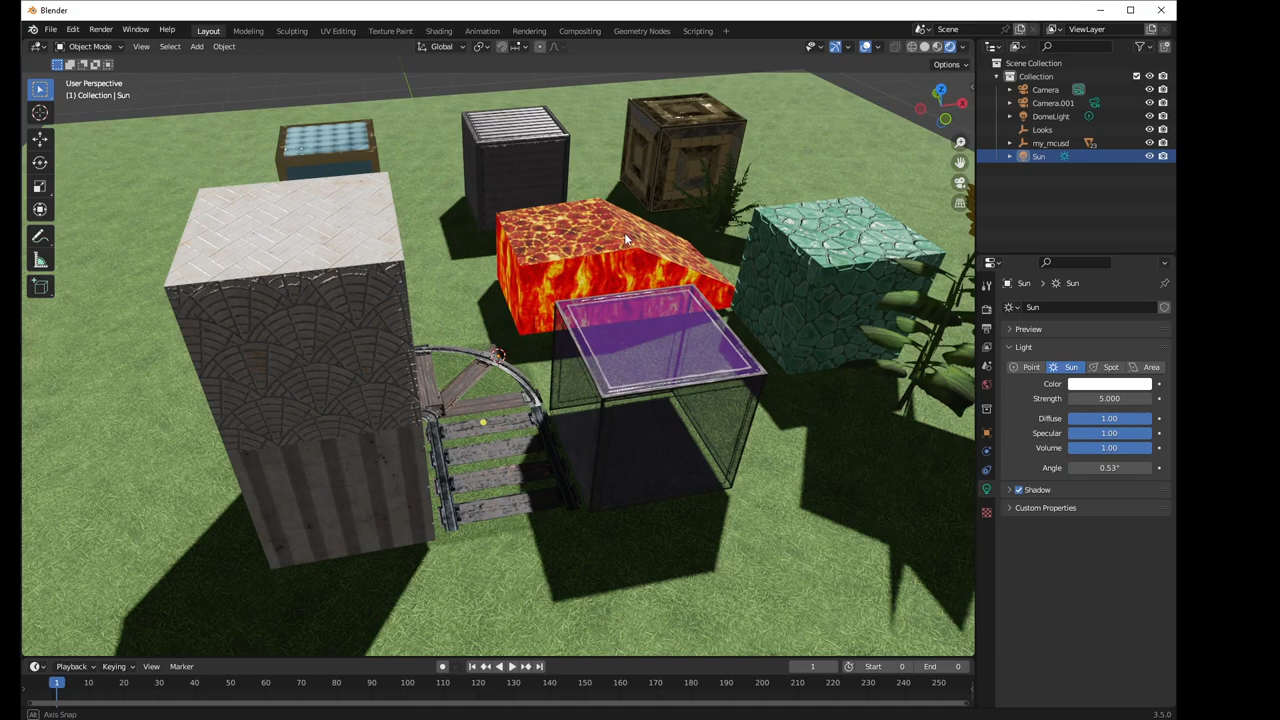 Blender
File Edit Render Window Help Layout Modeling Sculpting UV Editing Texture Paint Shading Animation Rendering Compositing Geometry Nodes Scripting + Scene ViewLayer
Object Mode View Select Add Object Global
Options
User Perspective
(1) Collection | Sun
Z
X
Scene Collection
Collection
Camera
Camera.001
DomeLight
Looks
my_mcusd 23
Sun
Sun > Sun
Sun
Preview
Light
Point Sun Spot Area
Color
Strength 5.000
Diffuse 1.00
Specular 1.00
Volume 1.00
Angle 0.53°
Shadow
Custom Properties
Playback Keying View Marker 1 Start 0 End 0
1 10 20 30 40 50 60 70 80 90 100 110 120 130 140 150 160 170 180 190 200 210 220 230 240 250
Alt Axis Snap 3.5.0